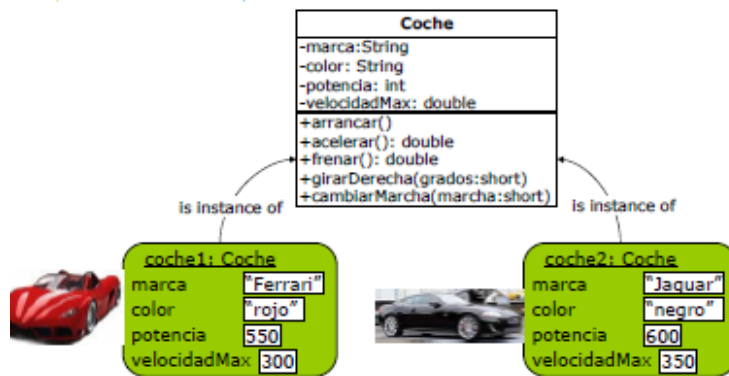 Coche
-marca:String
-color: String
-potencia: int
-velocidadMax: double
+arrancar()
+acelerar(): double
+frenar(): double
+girarDerecha(grados:short)
+cambiarMarcha(marcha:short)
is instance of
is instance of
coche1: Coche
marca "Ferrari"
color "rojo"
potencia 550
velocidadMax 300
coche2: Coche
marca "Jaguar"
color "negro"
potencia 600
velocidadMax 350